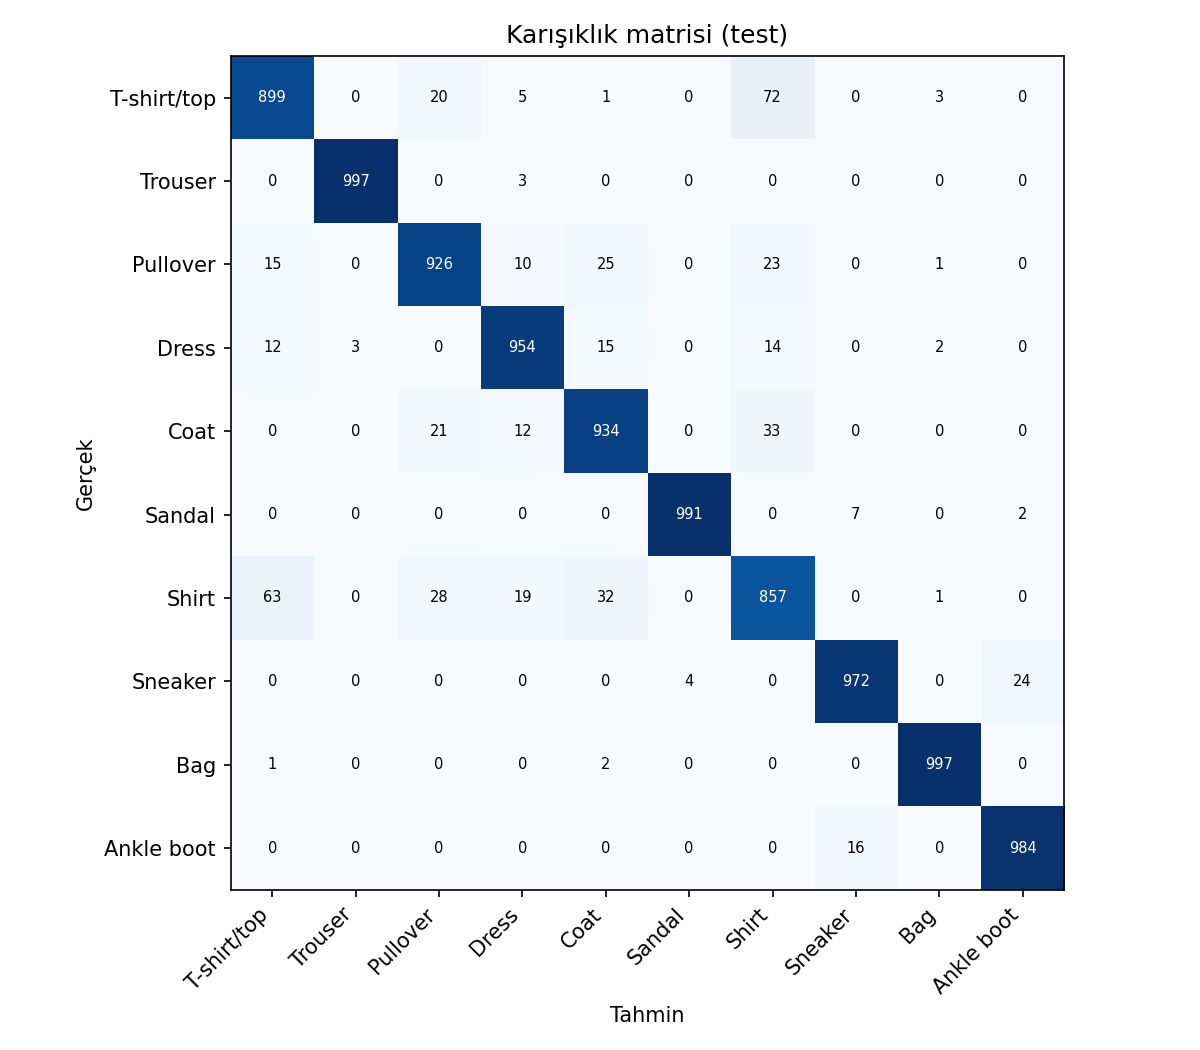 Karışıklık matrisi (test)
T-shirt/top 899 0 20 5 1 0 72 0 3 0
Trouser 0 997 0 3 0 0 0 0 0 0
Pullover 15 0 926 10 25 0 23 0 1 0
Dress 12 3 0 954 15 0 14 0 2 0
Coat 0 0 21 12 934 0 33 0 0 0
Sandal 0 0 0 0 0 991 0 7 0 2
Shirt 63 0 28 19 32 0 857 0 1 0
Sneaker 0 0 0 0 0 4 0 972 0 24
Bag 1 0 0 0 2 0 0 0 997 0
Ankle boot 0 0 0 0 0 0 0 16 0 984
Gerçek
T-shirt/top Trouser Pullover Dress Coat Sandal Shirt Sneaker Bag Ankle boot
Tahmin